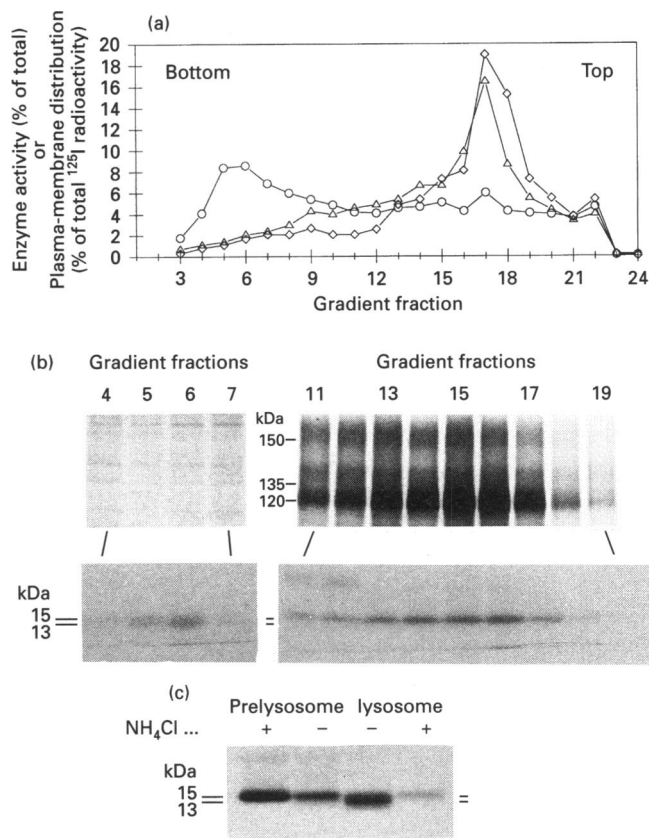 (a)
Enzyme activity (% of total)
or
Plasma-membrane distribution
(% of total ¹²⁵I radioactivity)
20
18
16
14
12
10
8
6
4
2
0
Bottom
Top
3 6 9 12 15 18 21 24
Gradient fraction
(b)
Gradient fractions
4 5 6 7
Gradient fractions
11 13 15 17 19
kDa
150
135
120
kDa
15
13
(c)
Prelysosome lysosome
NH₄Cl ... + − − +
kDa
15
13